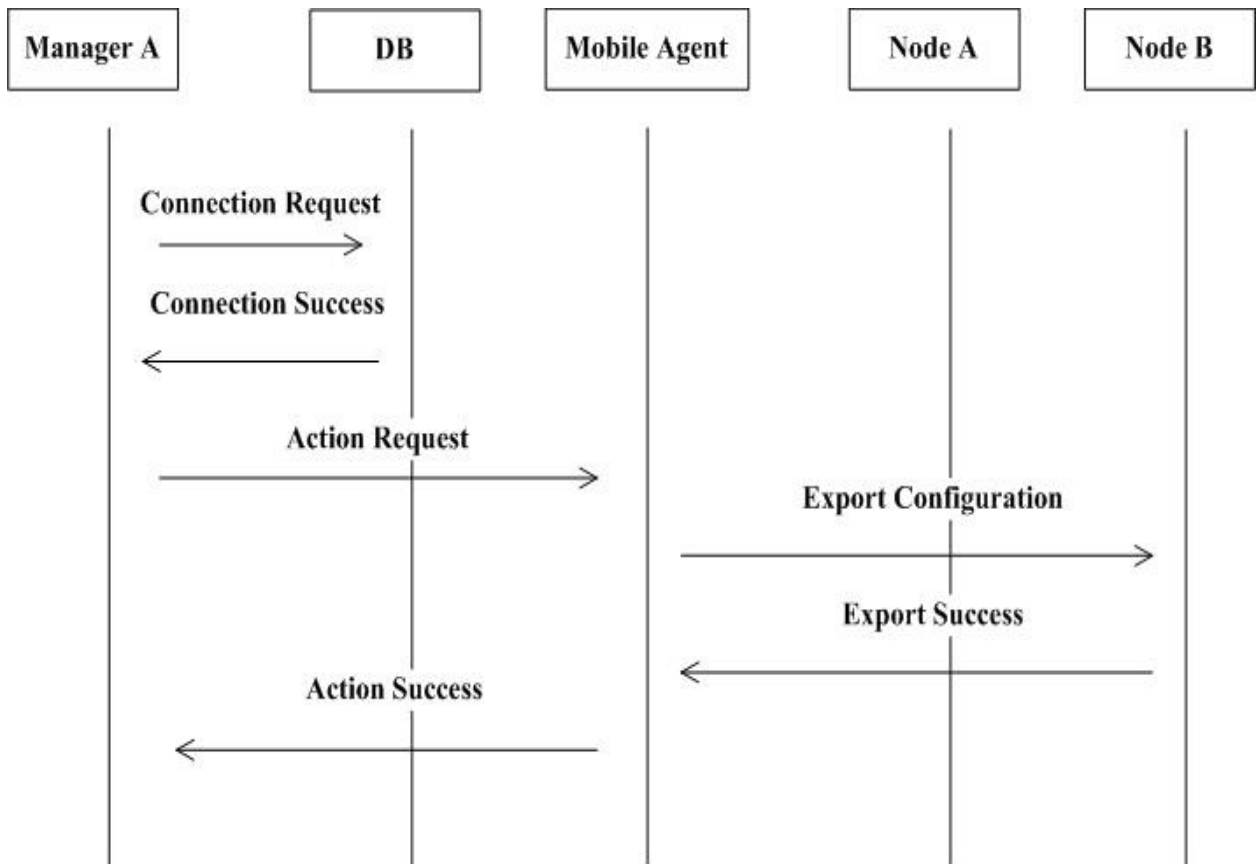 Manager A
DB
Mobile Agent
Node A
Node B
Connection Request
Connection Success
Action Request
Export Configuration
Export Success
Action Success